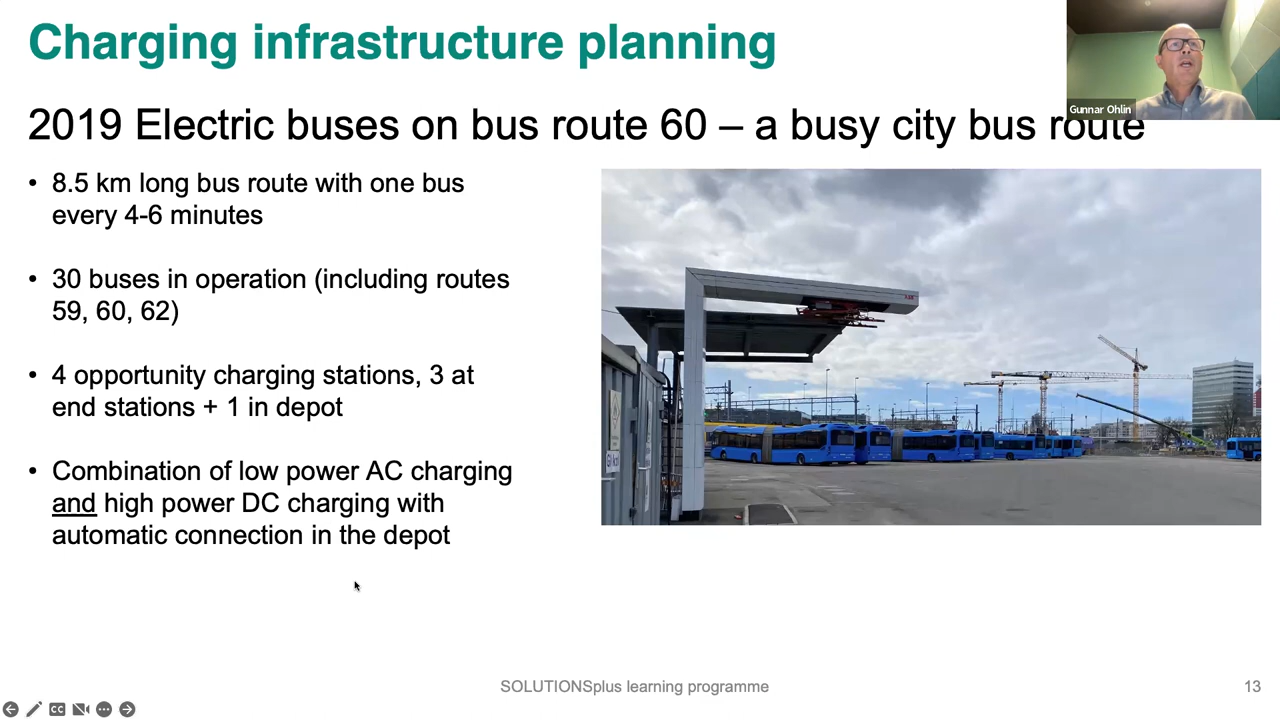 Charging infrastructure planning
Gunnar Ohlin
2019 Electric buses on bus route 60 – a busy city bus route
• 8.5 km long bus route with one bus
every 4-6 minutes
• 30 buses in operation (including routes
59, 60, 62)
• 4 opportunity charging stations, 3 at
end stations + 1 in depot
• Combination of low power AC charging
and high power DC charging with
automatic connection in the depot
ABB
SOLUTIONSplus learning programme
13
CC